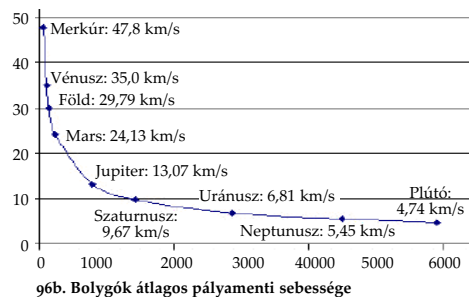 50
Merkúr: 47,8 km/s
40
Vénusz: 35,0 km/s
30
Föld: 29,79 km/s
Mars: 24,13 km/s
20
Jupiter: 13,07 km/s
Uránusz: 6,81 km/s
Plútó:
4,74 km/s
10
Szaturnusz:
9,67 km/s
Neptunusz: 5,45 km/s
0
0 1000 2000 3000 4000 5000 6000
96b. Bolygók átlagos pályamenti sebessége